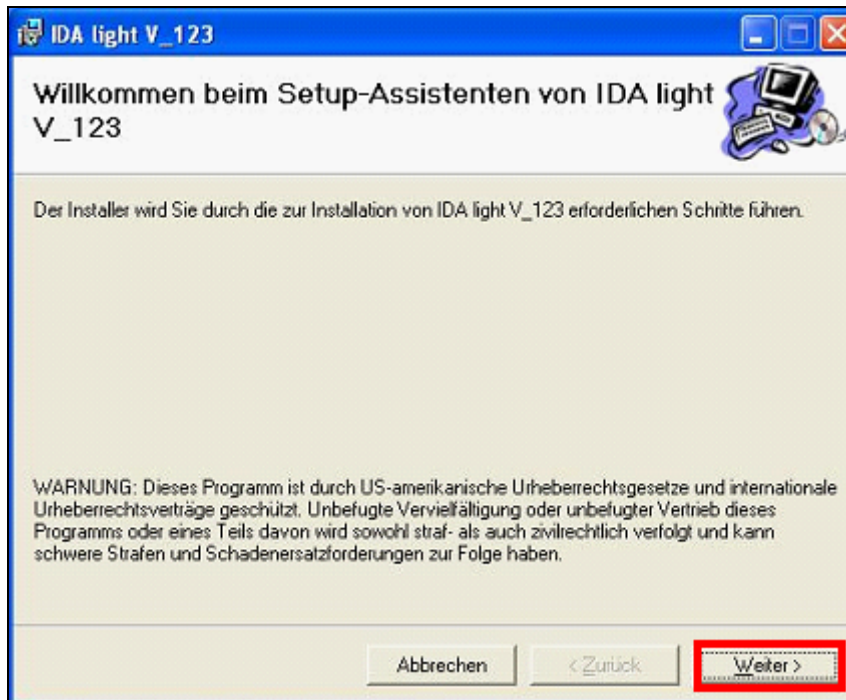 IDA light V_123
Willkommen beim Setup-Assistenten von IDA light
V_123
Der Installer wird Sie durch die zur Installation von IDA light V_123 erforderlichen Schritte führen.
WARNUNG: Dieses Programm ist durch US-amerikanische Urheberrechtsgesetze und internationale
Urheberrechtsverträge geschützt. Unbefugte Vervielfältigung oder unbefugter Vertrieb dieses
Programms oder eines Teils davon wird sowohl straf- als auch zivilrechtlich verfolgt und kann
schwere Strafen und Schadenersatzforderungen zur Folge haben.
Abbrechen < Zurück Weiter >